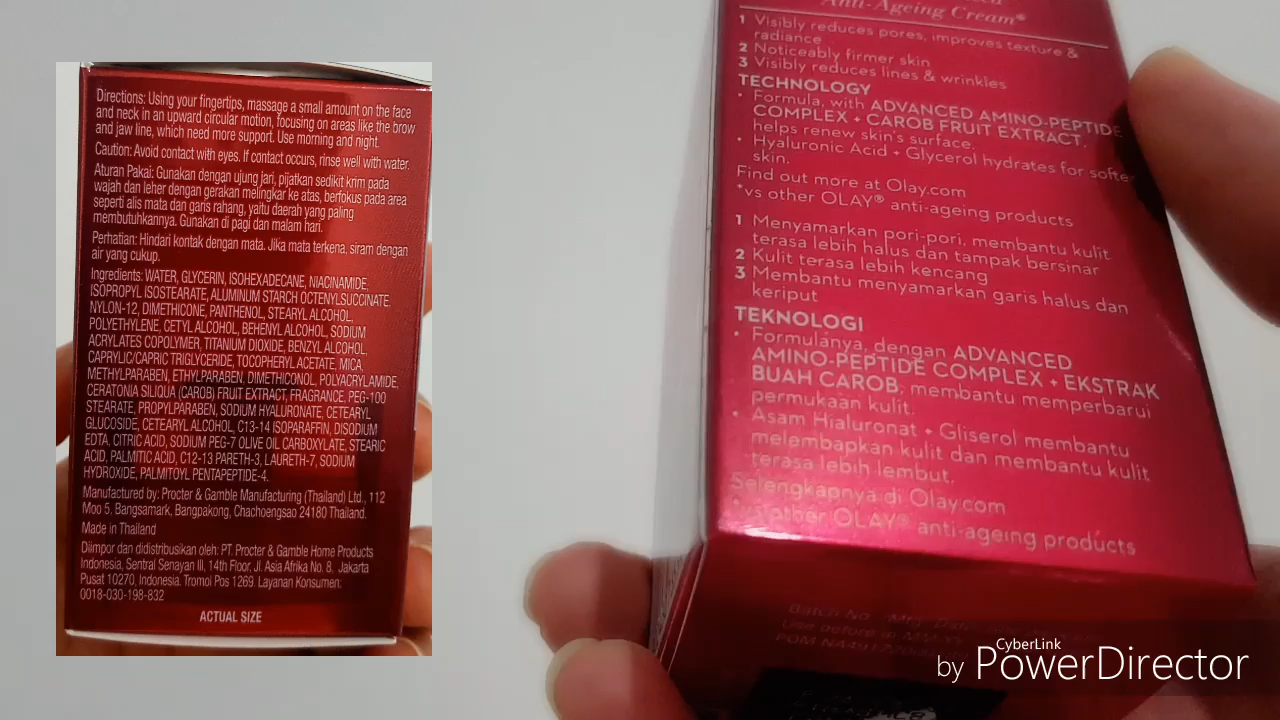 Directions: Using your fingertips, massage a small amount on the face
and neck in an upward circular motion, focusing on areas like the brow
and jaw line, which need more support. Use morning and night.
Caution: Avoid contact with eyes. If contact occurs, rinse well with water.
Aturan Pakai: Gunakan dengan ujung jari, pijatkan sedikit krim pada
wajah dan leher dengan gerakan melingkar ke atas, berfokus pada area
seperti alis mata dan garis rahang, yaitu daerah yang paling
membutuhkannya. Gunakan di pagi dan malam hari.
Perhatian: Hindari kontak dengan mata. Jika mata terkena, siram dengan
air yang cukup.
Ingredients: WATER, GLYCERIN, ISOHEXADECANE, NIACINAMIDE,
ISOPROPYL ISOSTEARATE, ALUMINUM STARCH OCTENYLSUCCINATE,
NYLON-12, DIMETHICONE, PANTHENOL, STEARYL ALCOHOL,
POLYETHYLENE, CETYL ALCOHOL, BEHENYL ALCOHOL, SODIUM
ACRYLATES COPOLYMER, TITANIUM DIOXIDE, BENZYL ALCOHOL,
CAPRYLIC/CAPRIC TRIGLYCERIDE, TOCOPHERYL ACETATE, MICA,
METHYLPARABEN, ETHYLPARABEN, DIMETHICONOL, POLYACRYLAMIDE,
CERATONIA SILIQUA (CAROB) FRUIT EXTRACT, FRAGRANCE, PEG-100
STEARATE, PROPYLPARABEN, SODIUM HYALURONATE, CETEARYL
GLUCOSIDE, CETEARYL ALCOHOL, C13-14 ISOPARAFFIN, DISODIUM
EDTA, CITRIC ACID, SODIUM PEG-7 OLIVE OIL CARBOXYLATE, STEARIC
ACID, PALMITIC ACID, C12-13 PARETH-3, LAURETH-7, SODIUM
HYDROXIDE, PALMITOYL PENTAPEPTIDE-4.
Manufactured by: Procter & Gamble Manufacturing (Thailand) Ltd., 112
Moo 5, Bangsamark, Bangpakong, Chachoengsao 24180 Thailand.
Made in Thailand
Diimpor dan didistribusikan oleh: PT. Procter & Gamble Home Products
Indonesia, Sentral Senayan III, 14th Floor, Jl. Asia Afrika No. 8, Jakarta
Pusat 10270, Indonesia. Tromol Pos 1269. Layanan Konsumen:
0018-030-198-832
ACTUAL SIZE
Anti-Ageing Cream*
1 Visibly reduces pores, improves texture &
radiance
2 Noticeably firmer skin
3 Visibly reduces lines & wrinkles
TECHNOLOGY
• Formula, with ADVANCED AMINO-PEPTIDE
COMPLEX + CAROB FRUIT EXTRACT,
helps renew skin's surface.
• Hyaluronic Acid + Glycerol hydrates for softe
skin.
Find out more at Olay.com
*vs other OLAY® anti-ageing products
1 Menyamarkan pori-pori, membantu kulit
terasa lebih halus dan tampak bersinar
2 Kulit terasa lebih kencang
3 Membantu menyamarkan garis halus dan
keriput
TEKNOLOGI
• Formulanya, dengan ADVANCED
AMINO-PEPTIDE COMPLEX + EKSTRAK
BUAH CAROB, membantu memperbarui
permukaan kulit.
• Asam Hialuronat + Gliserol membantu
melembapkan kulit dan membantu kulit
terasa lebih lembut.
Selengkapnya di Olay.com
*vs other OLAY® anti-ageing products
Batch No. Mfg. Date
Use before
by CyberLink PowerDirector